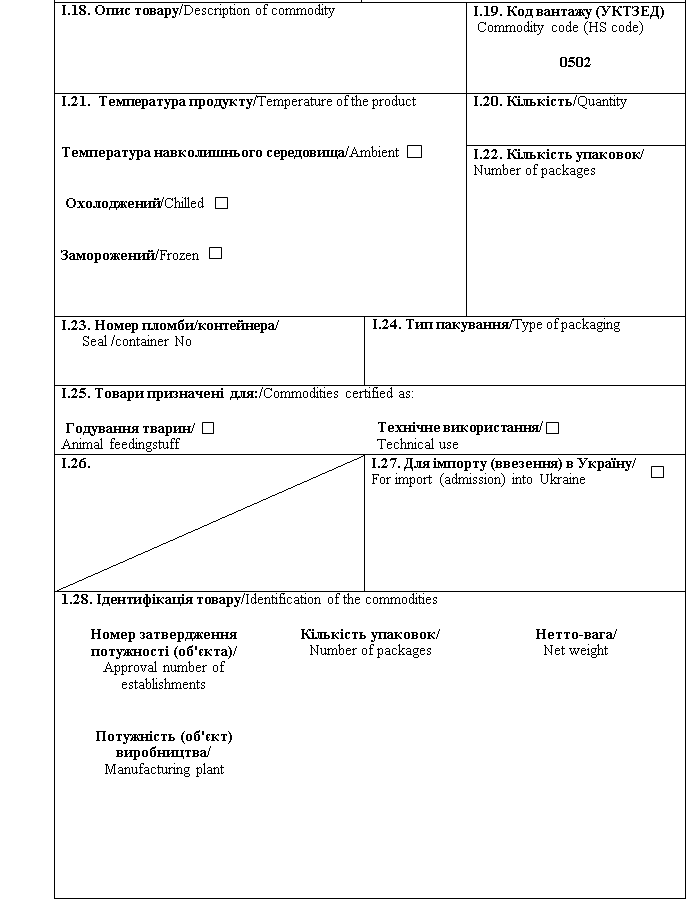 I.18. Опис товару/Description of commodity
I.19. Код вантажу (УКТЗЕД)
Commodity code (HS code)
0502
I.21. Температура продукту/Temperature of the product
I.20. Кількість/Quantity
Температура навколишнього середовища/Ambient
I.22. Кількість упаковок/
Number of packages
Охолоджений/Chilled
Заморожений/Frozen
I.23. Номер пломби/контейнера/
Seal /container No
I.24. Тип пакування/Type of packaging
I.25. Товари призначені для:/Commodities certified as:
Годування тварин/
Animal feedingstuff
Технічне використання/
Technical use
I.26.
I.27. Для імпорту (ввезення) в Україну/
For import (admission) into Ukraine
1.28. Ідентифікація товару/Identification of the commodities
Номер затвердження
потужності (об'єкта)/
Approval number of
establishments
Кількість упаковок/
Number of packages
Нетто-вага/
Net weight
Потужність (об'єкт)
виробництва/
Manufacturing plant